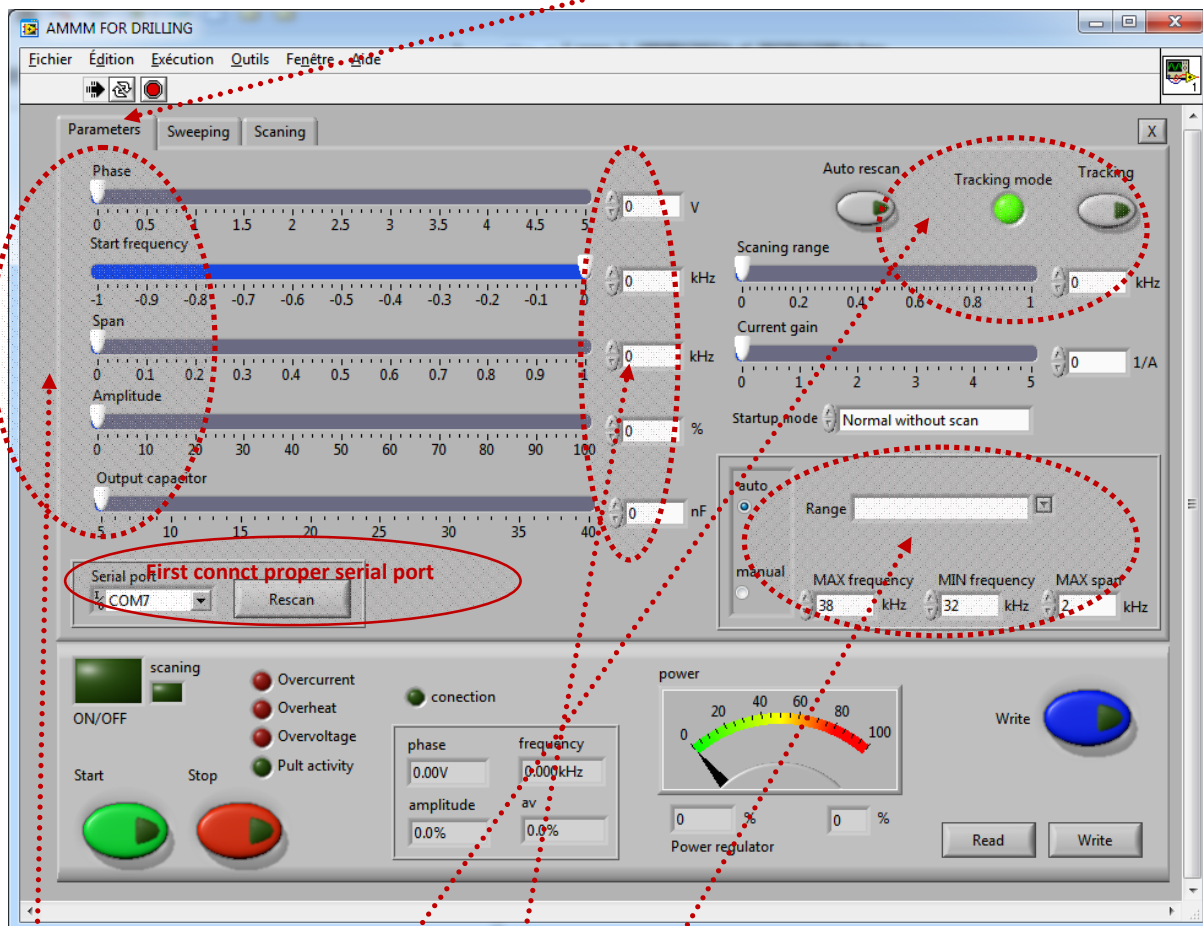 AMMM FOR DRILLING
Fichier Édition Exécution Outils Fenêtre Aide
1
Parameters Sweeping Scaning X
Phase
0 0.5 1 1.5 2 2.5 3 3.5 4 4.5 5
0 V
Start frequency
-1 -0.9 -0.8 -0.7 -0.6 -0.5 -0.4 -0.3 -0.2 -0.1 0
0 kHz
Span
0 0.1 0.2 0.3 0.4 0.5 0.6 0.7 0.8 0.9 1
0 kHz
Amplitude
0 10 20 30 40 50 60 70 80 90 100
0 %
Output capacitor
5 10 15 20 25 30 35 40
0 nF
Auto rescan Tracking mode Tracking
Scaning range
0 0.2 0.4 0.6 0.8 1
0 kHz
Current gain
0 1 2 3 4 5
0 1/A
Startup mode Normal without scan
auto
Range
manual
MAX frequency MIN frequency MAX span
38 kHz 32 kHz 2 kHz
First connct proper serial port
Serial port
COM7 Rescan
scaning
ON/OFF
Overcurrent
Overheat
Overvoltage
Pult activity
Start Stop
conection
phase frequency
0.00V 0.000kHz
amplitude av
0.0% 0.0%
power
0 20 40 60 80 100
0 % 0 %
Power regulator
Write
Read Write